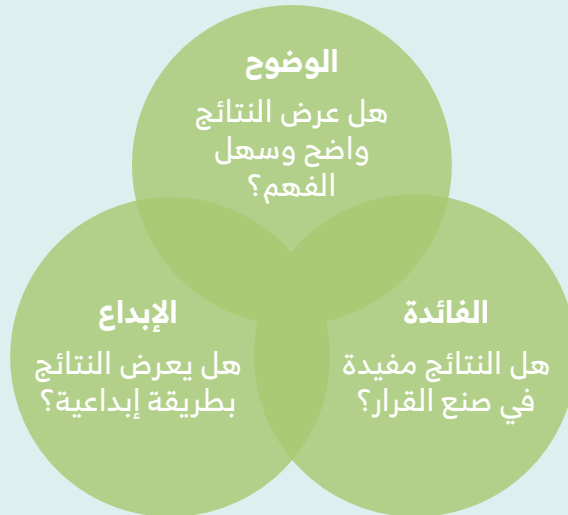 الوضوح
هل عرض النتائج
واضح وسهل
الفهم؟
الفائدة
هل النتائج مفيدة
في صنع القرار؟
الإبداع
هل يعرض النتائج
بطريقة إبداعية؟